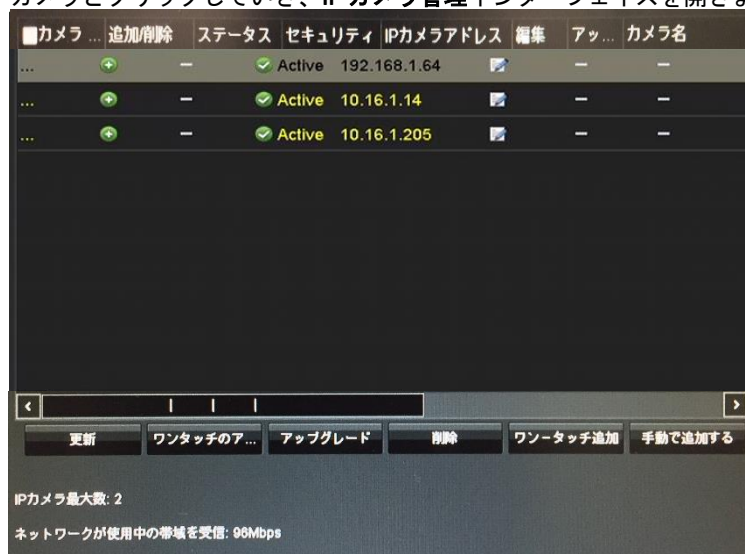 カメラ ... 追加/削除 ステータス セキュリティ IPカメラアドレス 編集 アッ... カメラ名
... — Active 192.168.1.64 — —
... — Active 10.16.1.14 — —
... — Active 10.16.1.205 — —
更新 ワンタッチのア... アップグレード 削除 ワンータッチ追加 手動で追加する
IPカメラ最大数: 2
ネットワークが使用中の帯域を受信: 96Mbps